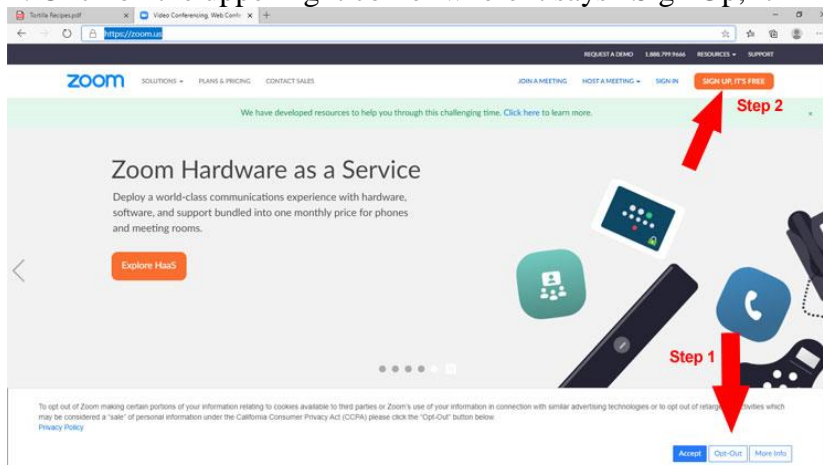 Tortilla Recipes.pdf
Video Conferencing, Web Confe
https://zoom.us
REQUEST A DEMO 1.888.799.9666 RESOURCES SUPPORT
zoom SOLUTIONS PLANS & PRICING CONTACT SALES JOIN A MEETING HOST A MEETING SIGN IN SIGN UP, IT'S FREE
Step 2
We have developed resources to help you through this challenging time. Click here to learn more.
Zoom Hardware as a Service
Deploy a world-class communications experience with hardware,
software, and support bundled into one monthly price for phones
and meeting rooms.
Explore HaaS
Step 1
To opt out of Zoom making certain portions of your information relating to cookies available to third parties or Zoom's use of your information in connection with similar advertising technologies or to opt out of which
may be considered a "sale" of personal information under the California Consumer Privacy Act (CCPA) please click the "Opt-Out" button below.
Privacy Policy
Accept Opt-Out More Info